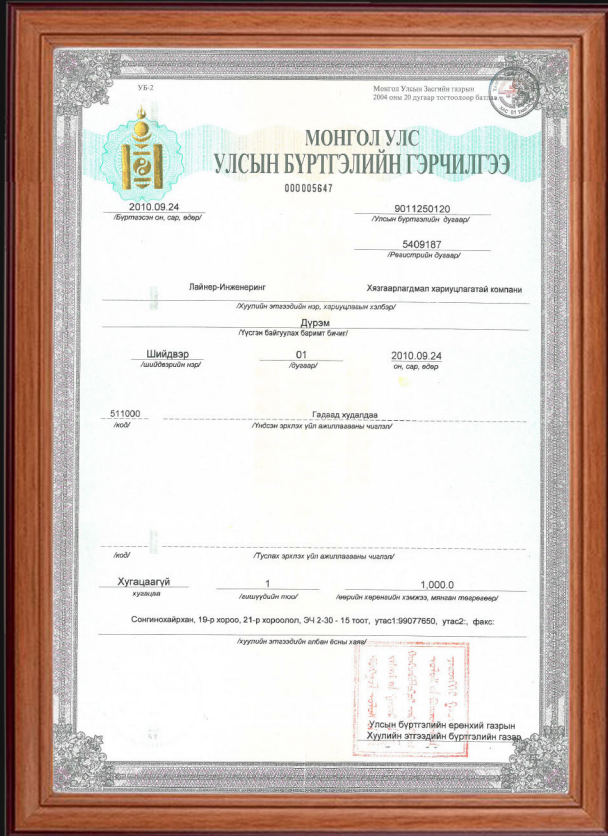 УБ-2
Монгол Улсын Засгийн газрын
2004 оны 20 дугаар тогтоолоор батлав.
МОНГОЛ УЛС
УЛСЫН БҮРТГЭЛИЙН ГЭРЧИЛГЭЭ
000005647
2010.09.24 9011250120
/Бүртгэсэн он, сар, өдөр/ /Улсын бүртгэлийн дугаар/
5409187
/Регистрийн дугаар/
Лайнер-Инженеринг Хязгаарлагдмал хариуцлагатай компани
/Хуулийн этгээдийн нэр, хариуцлагын хэлбэр/
Дүрэм
/Үүсгэн байгуулах баримт бичиг/
Шийдвэр 01 2010.09.24
/шийдвэрийн нэр/ /дугаар/ он, сар, өдөр
511000 Гадаад худалдаа
/код/ /Үндсэн эрхлэх үйл ажиллагааны чиглэл/
/код/ /Туслах эрхлэх үйл ажиллагааны чиглэл/
Хугацаагүй 1 1,000.0
хугацаа /гишүүдийн тоо/ /өөрийн хөрөнгийн хэмжээ, мянган төгрөгөөр/
Сонгинохайрхан, 19-р хороо, 21-р хороолол, ЭЧ 2-30 - 15 тоот, утас1:99077650, утас2:, факс:
/хуулийн этгээдийн албан ёсны хаяг/
Улсын бүртгэлийн ерөнхий газрын
Хуулийн этгээдийн бүртгэлийн газар